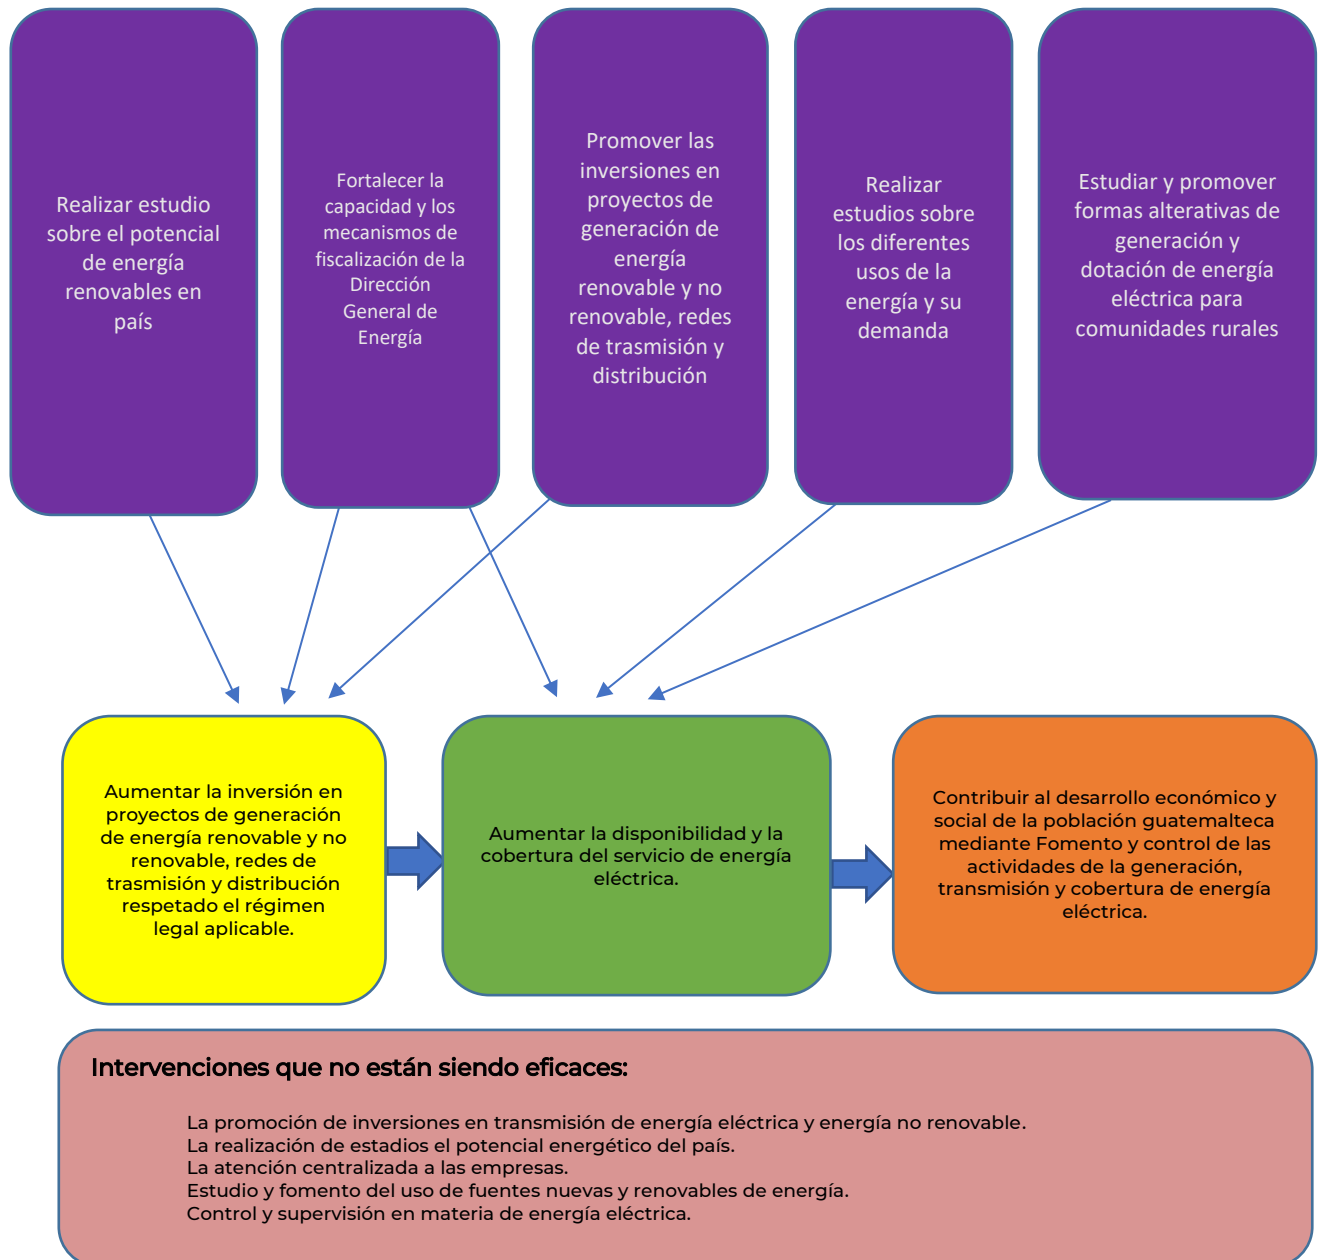 Realizar estudio
sobre el potencial
de energía
renovables en
país
Fortalecer la
capacidad y los
mecanismos de
fiscalización de la
Dirección
General de
Energía
Promover las
inversiones en
proyectos de
generación de
energía
renovable y no
renovable, redes
de trasmisión y
distribución
Realizar
estudios sobre
los diferentes
usos de la
energía y su
demanda
Estudiar y promover
formas alterativas de
generación y
dotación de energía
eléctrica para
comunidades rurales
Aumentar la inversión en
proyectos de generación
de energía renovable y no
renovable, redes de
trasmisión y distribución
respetado el régimen
legal aplicable.
Aumentar la disponibilidad y la
cobertura del servicio de energía
eléctrica.
Contribuir al desarrollo económico y
social de la población guatemalteca
mediante Fomento y control de las
actividades de la generación,
transmisión y cobertura de energía
eléctrica.
Intervenciones que no están siendo eficaces:
La promoción de inversiones en transmisión de energía eléctrica y energía no renovable.
La realización de estadios el potencial energético del país.
La atención centralizada a las empresas.
Estudio y fomento del uso de fuentes nuevas y renovables de energía.
Control y supervisión en materia de energía eléctrica.